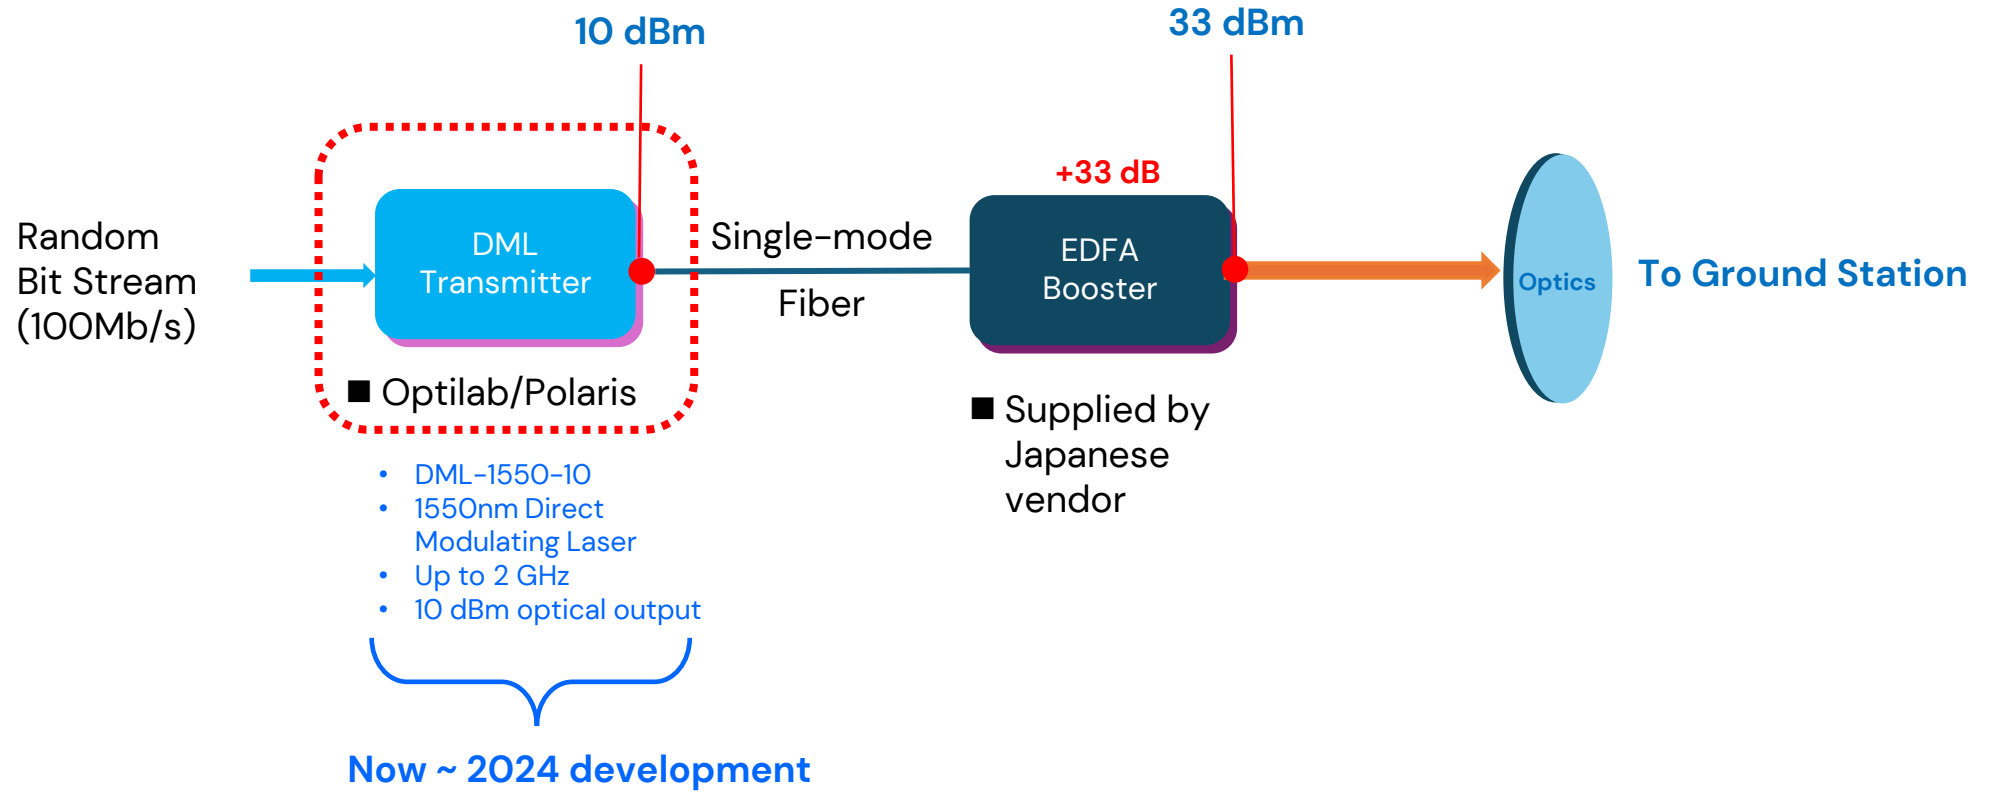 10 dBm
33 dBm
+33 dB
Random
Bit Stream
(100Mb/s)
DML
Transmitter
Single-mode
Fiber
EDFA
Booster
Optics
To Ground Station
■ Optilab/Polaris
■ Supplied by
Japanese
vendor
• DML-1550-10
• 1550nm Direct
Modulating Laser
• Up to 2 GHz
• 10 dBm optical output
Now ~ 2024 development